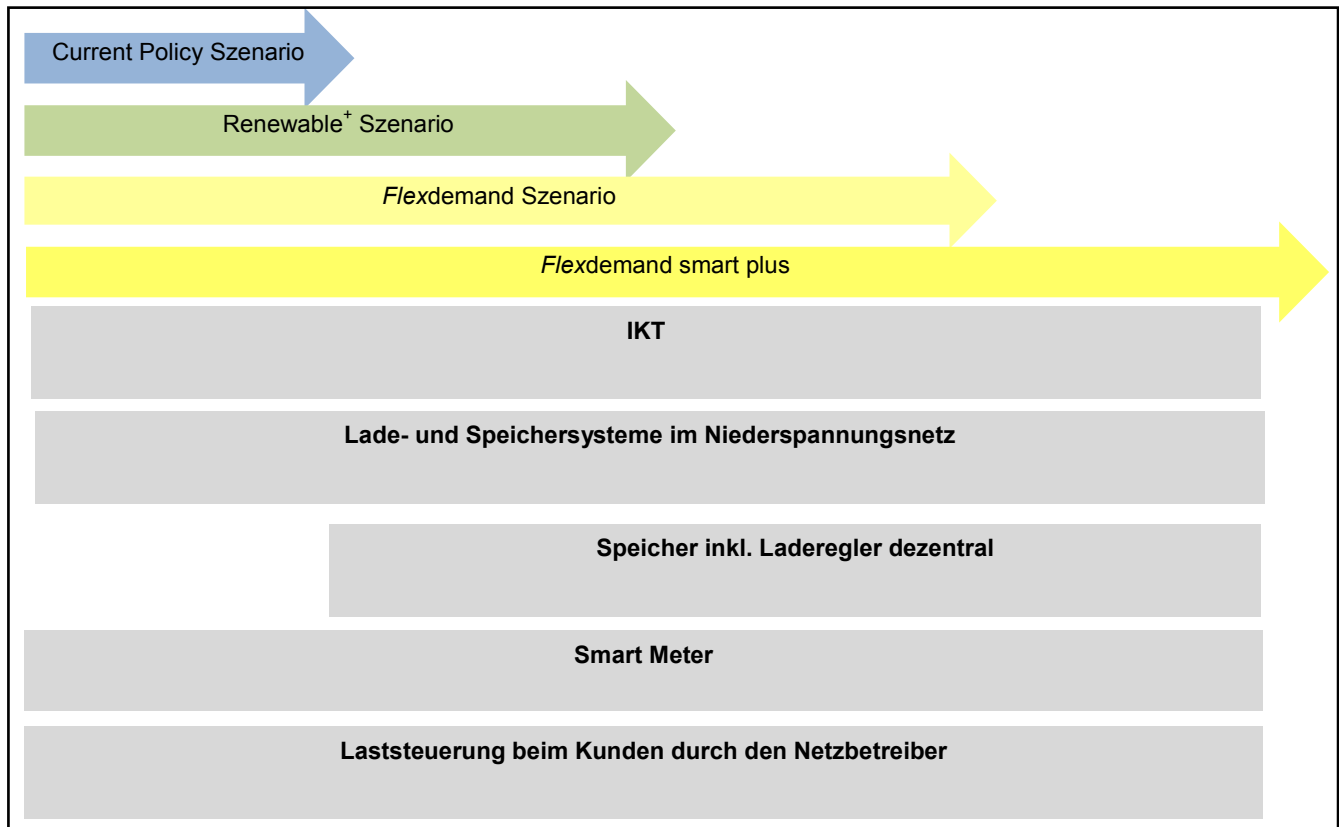 Current Policy Szenario
Renewable+ Szenario
Flexdemand Szenario
Flexdemand smart plus
IKT
Lade- und Speichersysteme im Niederspannungsnetz
Speicher inkl. Laderegler dezentral
Smart Meter
Laststeuerung beim Kunden durch den Netzbetreiber